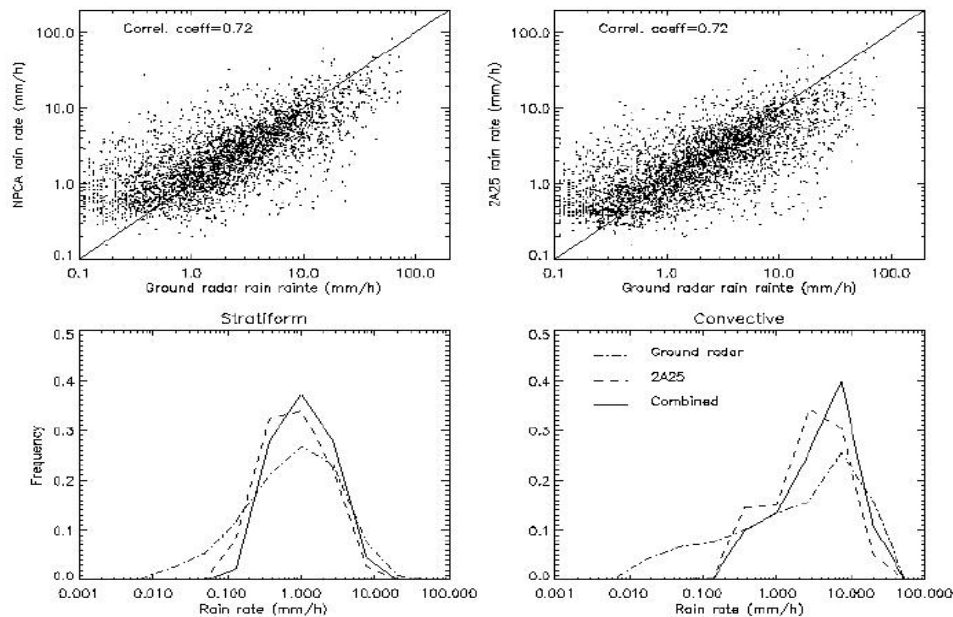 Correl. coeff=0.72
100.0
10.0
1.0
0.1
NPCA rain rate (mm/h)
0.1 1.0 10.0 100.0
Ground radar rain rainte (mm/h)
Correl. coeff=0.72
100.0
10.0
1.0
0.1
2A25 rain rate (mm/h)
0.1 1.0 10.0 100.0
Ground radar rain rainte (mm/h)
Stratiform
0.5
0.4
0.3
0.2
0.1
0.0
Frequency
0.001 0.010 0.100 1.000 10.000 100.000
Rain rate (mm/h)
Convective
Ground radar
2A25
Combined
0.5
0.4
0.3
0.2
0.1
0.0
0.001 0.010 0.100 1.000 10.000 100.000
Rain rate (mm/h)